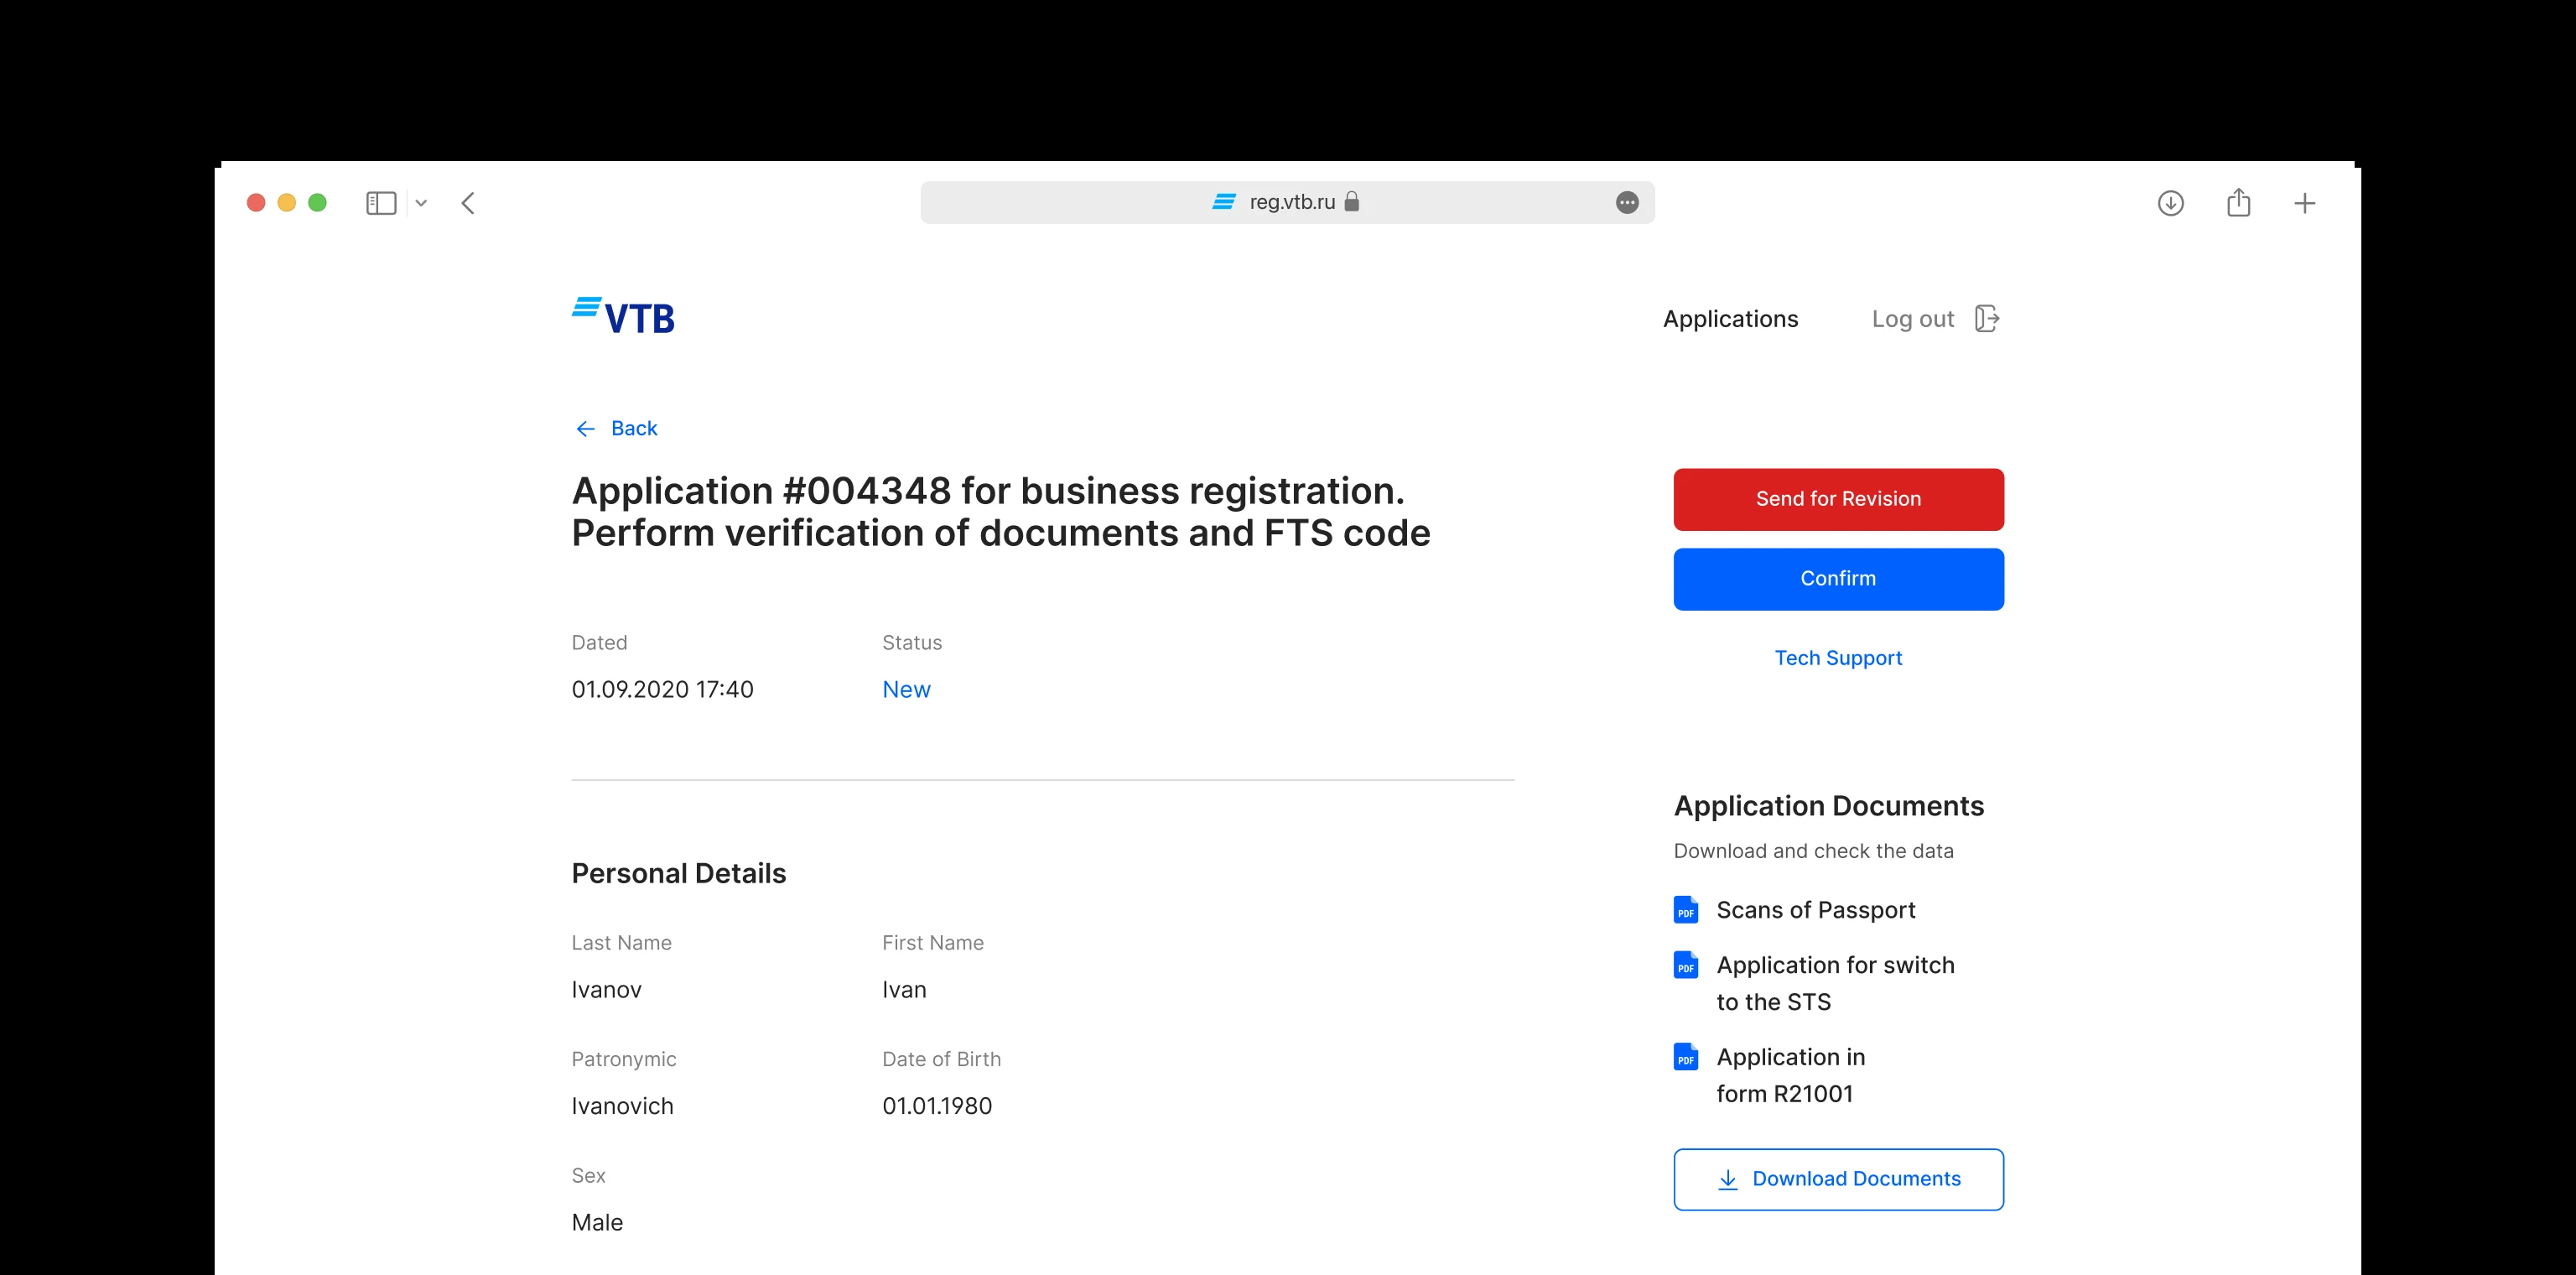 reg.vtb.ru
VTB
Applications
Log out
Back
Application #004348 for business registration.
Perform verification of documents and FTS code
Send for Revision
Confirm
Tech Support
Dated
Status
01.09.2020 17:40
New
Personal Details
Last Name
First Name
Ivanov
Ivan
Patronymic
Date of Birth
Ivanovich
01.01.1980
Sex
Male
Application Documents
Download and check the data
PDF
Scans of Passport
PDF
Application for switch
to the STS
PDF
Application in
form R21001
Download Documents